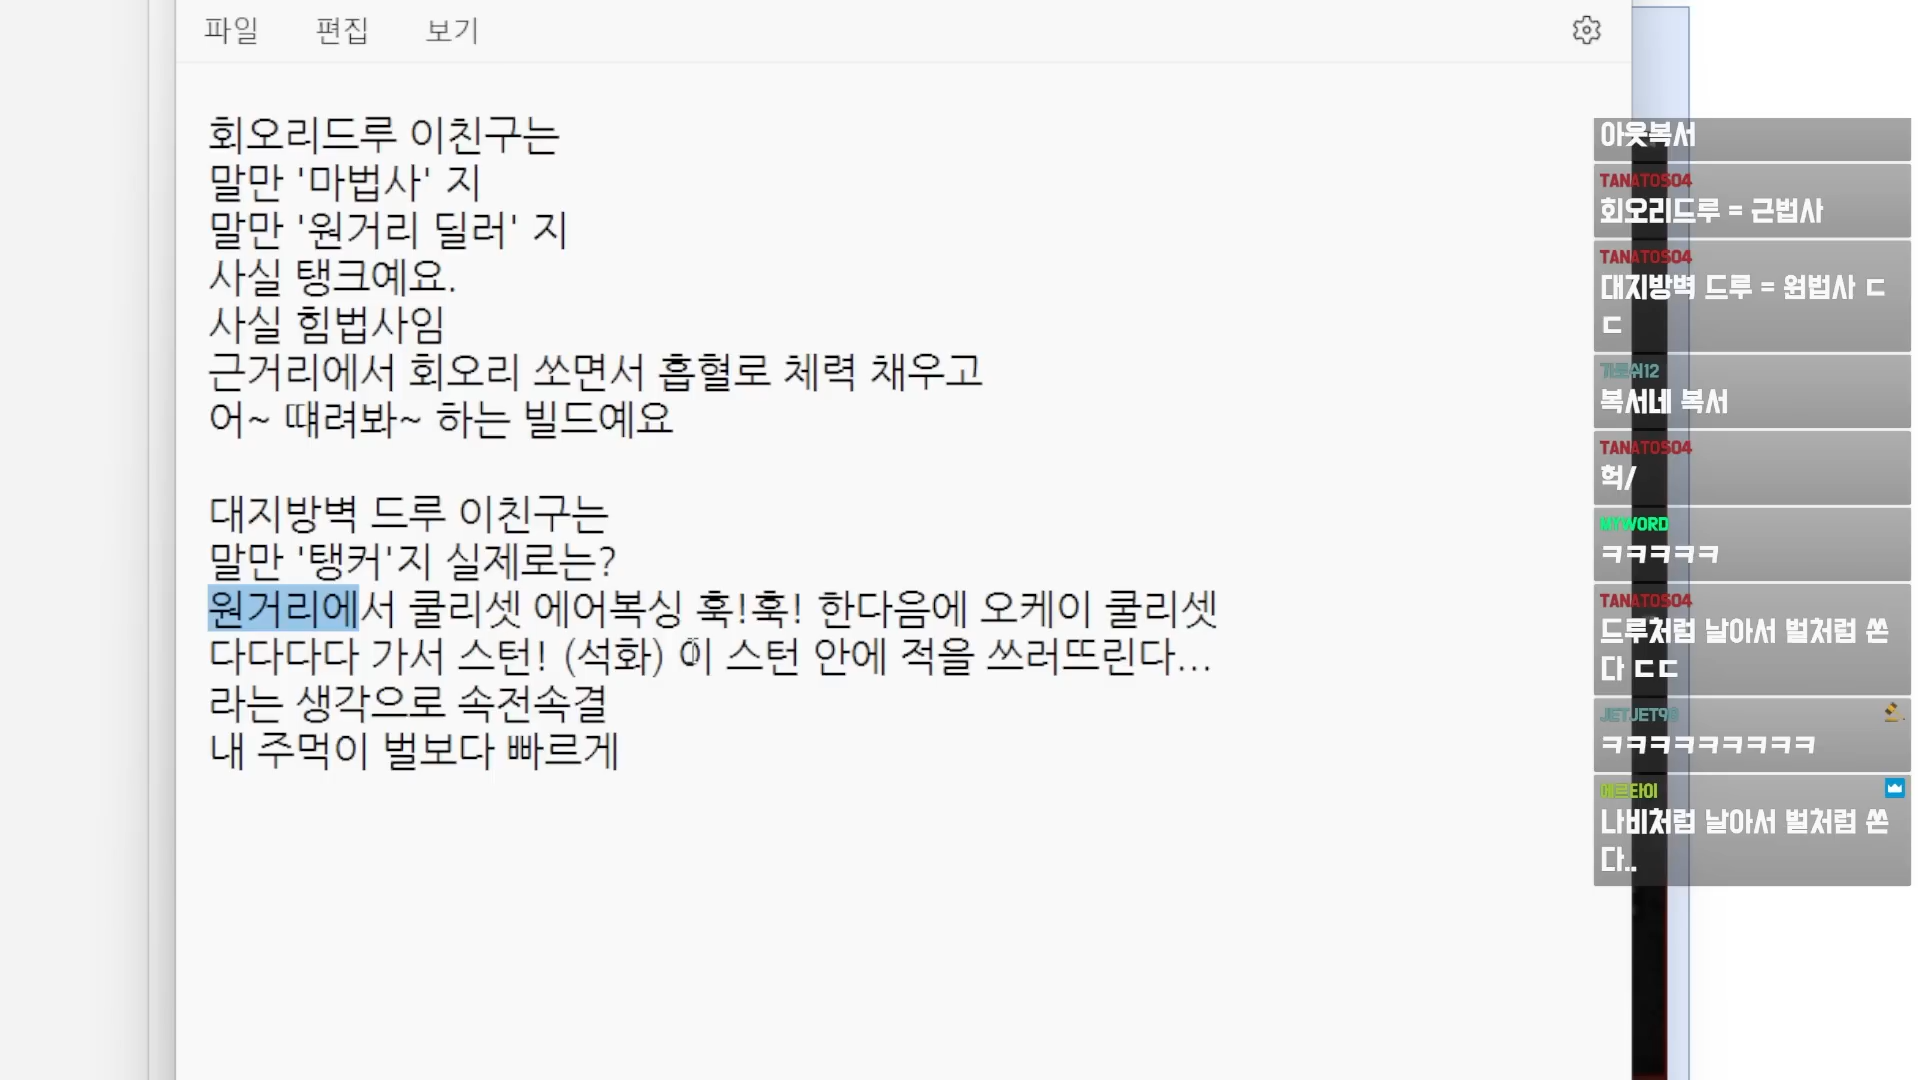 파일 편집 보기
회오리드루 이친구는
말만 '마법사' 지
말만 '원거리 딜러' 지
사실 탱크예요.
사실 힘법사임
근거리에서 회오리 쏘면서 흡혈로 체력 채우고
어~ 떄려봐~ 하는 빌드예요
대지방벽 드루 이친구는
말만 '탱커'지 실제로는?
원거리에서 쿨리셋 에어복싱 훅!훅! 한다음에 오케이 쿨리셋
다다다다 가서 스턴! (석화) 이 스턴 안에 적을 쓰러뜨린다...
라는 생각으로 속전속결
내 주먹이 벌보다 빠르게
아웃복서
TANATOS04
회오리드루 = 근법사
TANATOS04
대지방벽 드루 = 원법사 ㄷ
ㄷ
복서네 복서
TANATOS04
헉/
MYWORD
ㅋㅋㅋㅋㅋ
TANATOS04
드루처럼 날아서 벌처럼 쏜
다 ㄷㄷ
ㅋㅋㅋㅋㅋㅋㅋㅋㅋ
에르타이
나비처럼 날아서 벌처럼 쏜
다..